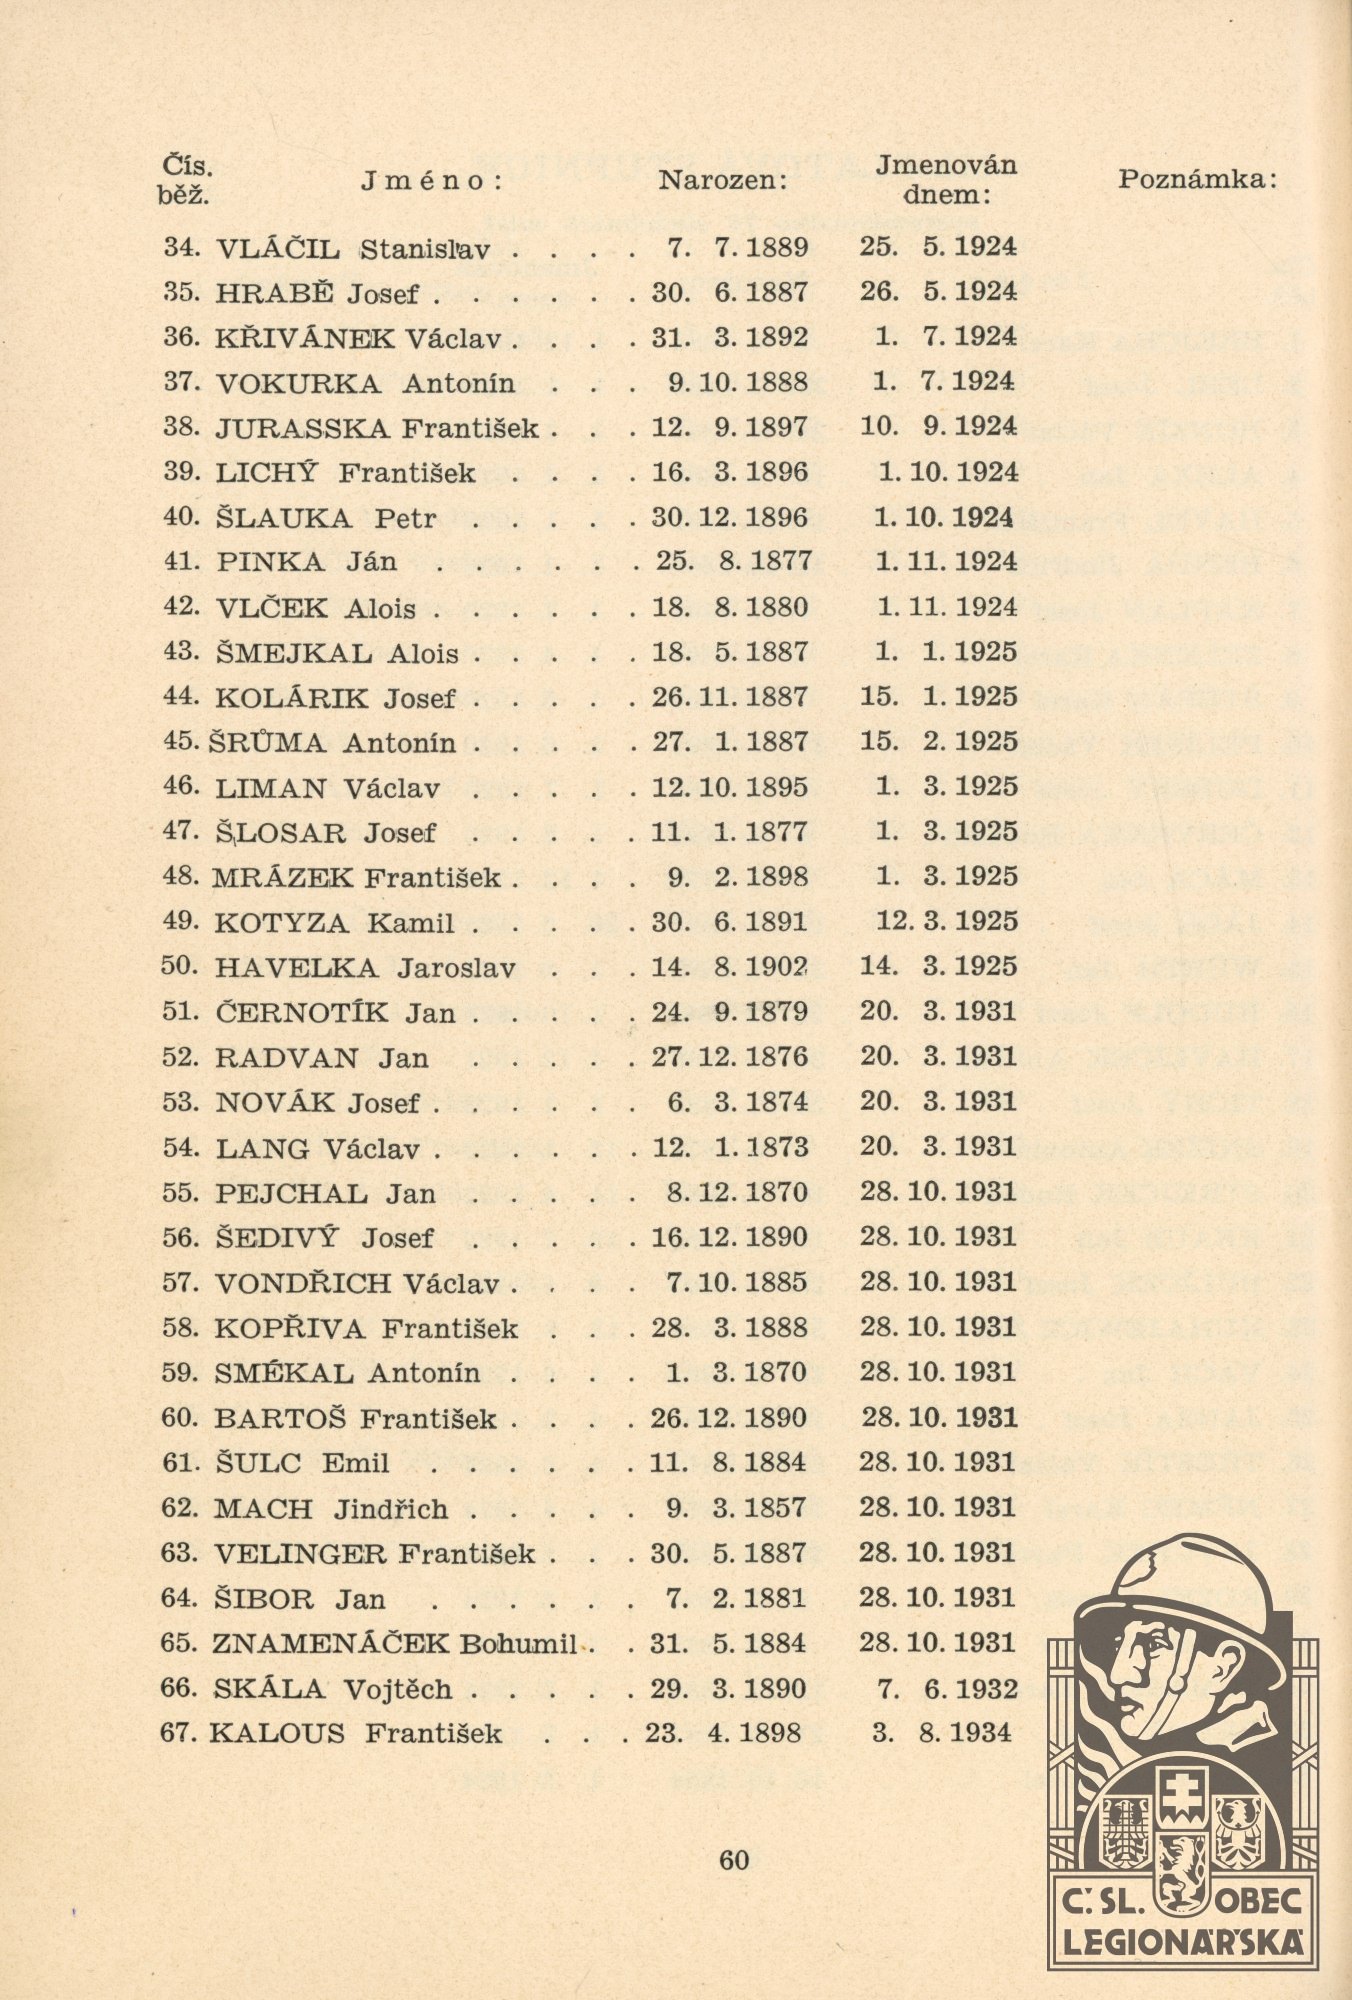 Čís. běž. Jméno: Narozen: Jmenován dnem: Poznámka:
34. VLÁČIL Stanislav . . . . 7. 7. 1889 25. 5. 1924
35. HRABĚ Josef . . . . . . 30. 6. 1887 26. 5. 1924
36. KŘIVÁNEK Václav . . . . 31. 3. 1892 1. 7. 1924
37. VOKURKA Antonín . . . 9. 10. 1888 1. 7. 1924
38. JURASSKA František . . . 12. 9. 1897 10. 9. 1924
39. LICHÝ František . . . . 16. 3. 1896 1. 10. 1924
40. ŠLAUKA Petr . . . . . 30. 12. 1896 1. 10. 1924
41. PINKA Ján . . . . . . 25. 8. 1877 1. 11. 1924
42. VLČEK Alois . . . . . . 18. 8. 1880 1. 11. 1924
43. ŠMEJKAL Alois . . . . . 18. 5. 1887 1. 1. 1925
44. KOLÁRIK Josef . . . . . 26. 11. 1887 15. 1. 1925
45. ŠRŮMA Antonín . . . . . 27. 1. 1887 15. 2. 1925
46. LIMAN Václav . . . . . 12. 10. 1895 1. 3. 1925
47. ŠLOSAR Josef . . . . . 11. 1. 1877 1. 3. 1925
48. MRÁZEK František . . . . 9. 2. 1898 1. 3. 1925
49. KOTYZA Kamil . . . . . 30. 6. 1891 12. 3. 1925
50. HAVELKA Jaroslav . . . 14. 8. 1902 14. 3. 1925
51. ČERNOTÍK Jan . . . . . 24. 9. 1879 20. 3. 1931
52. RADVAN Jan . . . . . 27. 12. 1876 20. 3. 1931
53. NOVÁK Josef . . . . . . 6. 3. 1874 20. 3. 1931
54. LANG Václav . . . . . . 12. 1. 1873 20. 3. 1931
55. PEJCHAL Jan . . . . . 8. 12. 1870 28. 10. 1931
56. ŠEDIVÝ Josef . . . . . 16. 12. 1890 28. 10. 1931
57. VONDŘICH Václav . . . . 7. 10. 1885 28. 10. 1931
58. KOPŘIVA František . . . 28. 3. 1888 28. 10. 1931
59. SMÉKAL Antonín . . . . 1. 3. 1870 28. 10. 1931
60. BARTOŠ František . . . . 26. 12. 1890 28. 10. 1931
61. ŠULC Emil . . . . . . 11. 8. 1884 28. 10. 1931
62. MACH Jindřich . . . . . 9. 3. 1857 28. 10. 1931
63. VELINGER František . . . 30. 5. 1887 28. 10. 1931
64. ŠIBOR Jan . . . . . . 7. 2. 1881 28. 10. 1931
65. ZNAMENÁČEK Bohumil . . 31. 5. 1884 28. 10. 1931
66. SKÁLA Vojtěch . . . . . 29. 3. 1890 7. 6. 1932
67. KALOUS František . . . 23. 4. 1898 3. 8. 1934
60
Č. SL. OBEC
LEGIONÁŘSKÁ